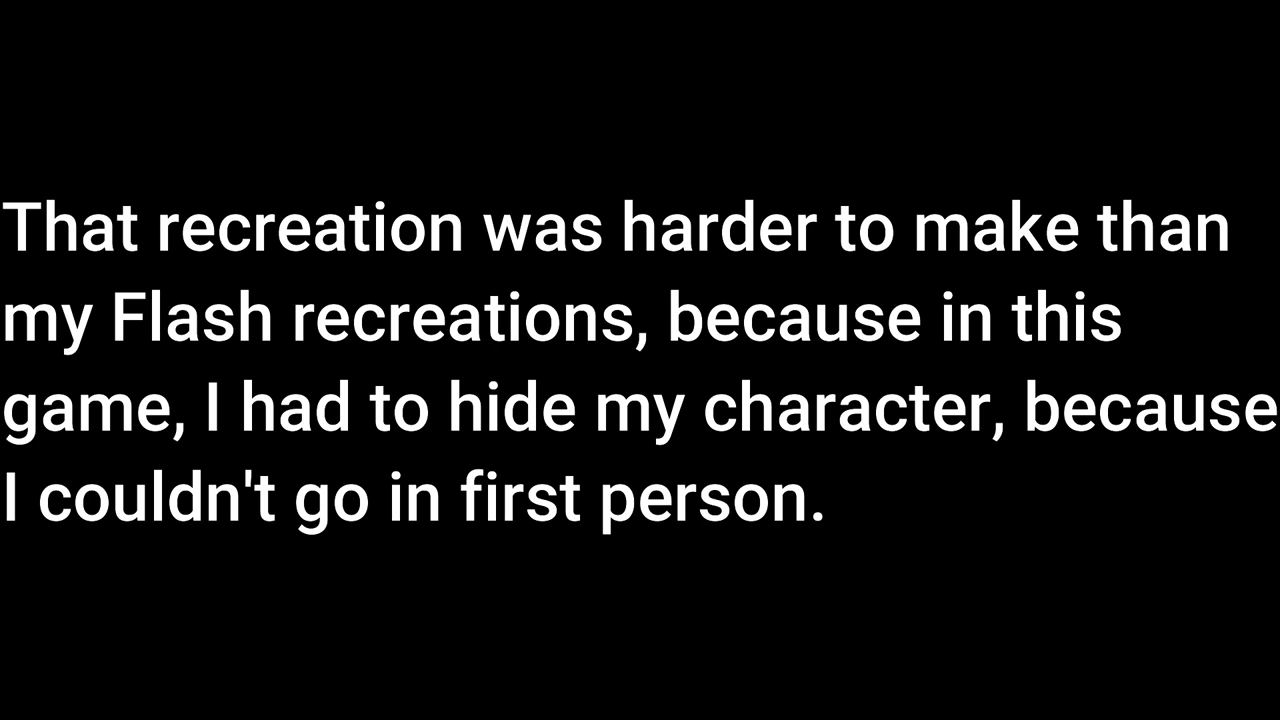 That recreation was harder to make than
my Flash recreations, because in this
game, I had to hide my character, because
I couldn't go in first person.